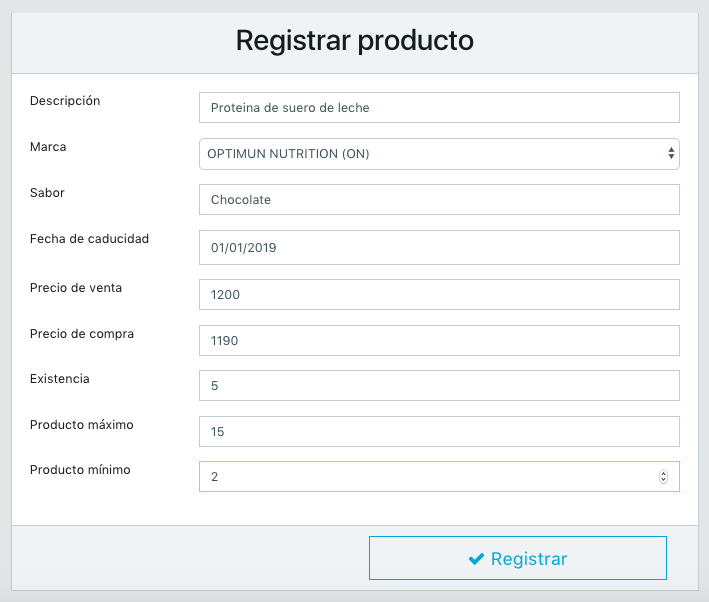 Registrar producto
Descripción
Proteina de suero de leche
Marca
OPTIMUN NUTRITION (ON)
Sabor
Chocolate
Fecha de caducidad
01/01/2019
Precio de venta
1200
Precio de compra
1190
Existencia
5
Producto máximo
15
Producto mínimo
2
Registrar